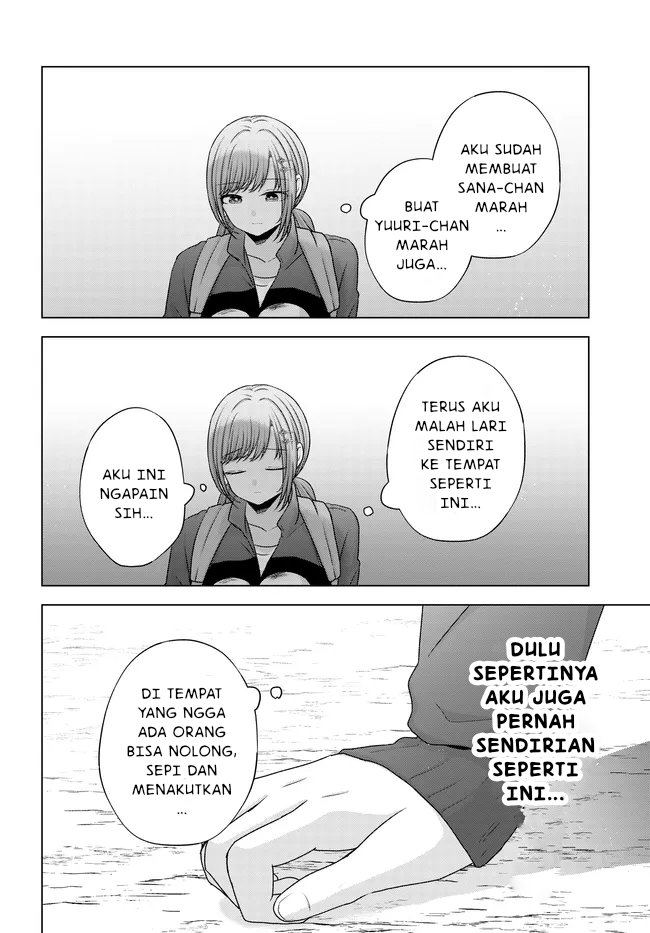 AKU SUDAH
MEMBUAT
SANA-CHAN
MARAH
...
BUAT
YUURI-CHAN
MARAH
JUGA...
TERUS AKU
MALAH LARI
SENDIRI
KE TEMPAT
SEPERTI
INI...
AKU INI
NGAPAIN
SIH...
DULU
SEPERTINYA
AKU JUGA
PERNAH
SENDIRIAN
SEPERTI
INI...
DI TEMPAT
YANG NGGA
ADA ORANG
BISA NOLONG,
SEPI DAN
MENAKUTKAN
...